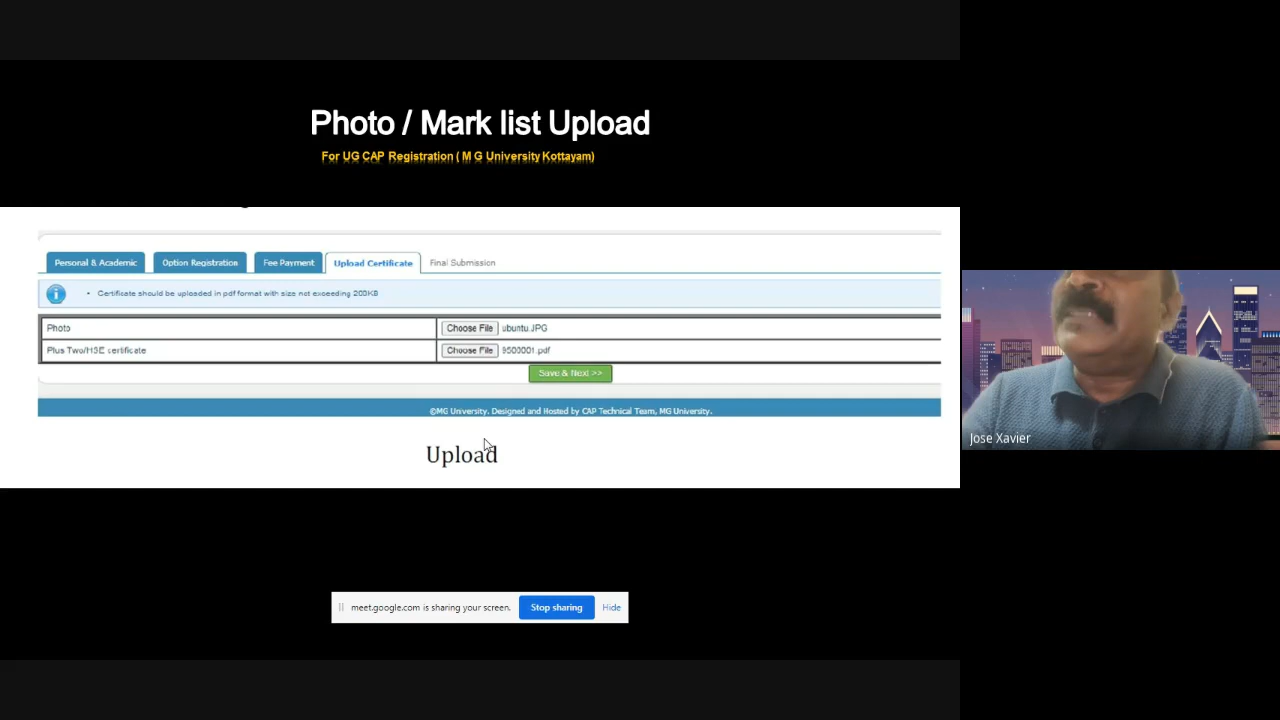 Photo / Mark list Upload
For UG CAP Registration ( M G University Kottayam)
Personal & Academic Option Registration Fee Payment Upload Certificate Final Submission
• Certificate should be uploaded in pdf format with size not exceeding 200KB
Photo Choose File ubuntu.JPG
Plus Two/HSE certificate Choose File 9500001.pdf
Save & Next >>
©MG University. Designed and Hosted by CAP Technical Team, MG University.
Upload
Jose Xavier
meet.google.com is sharing your screen. Stop sharing Hide